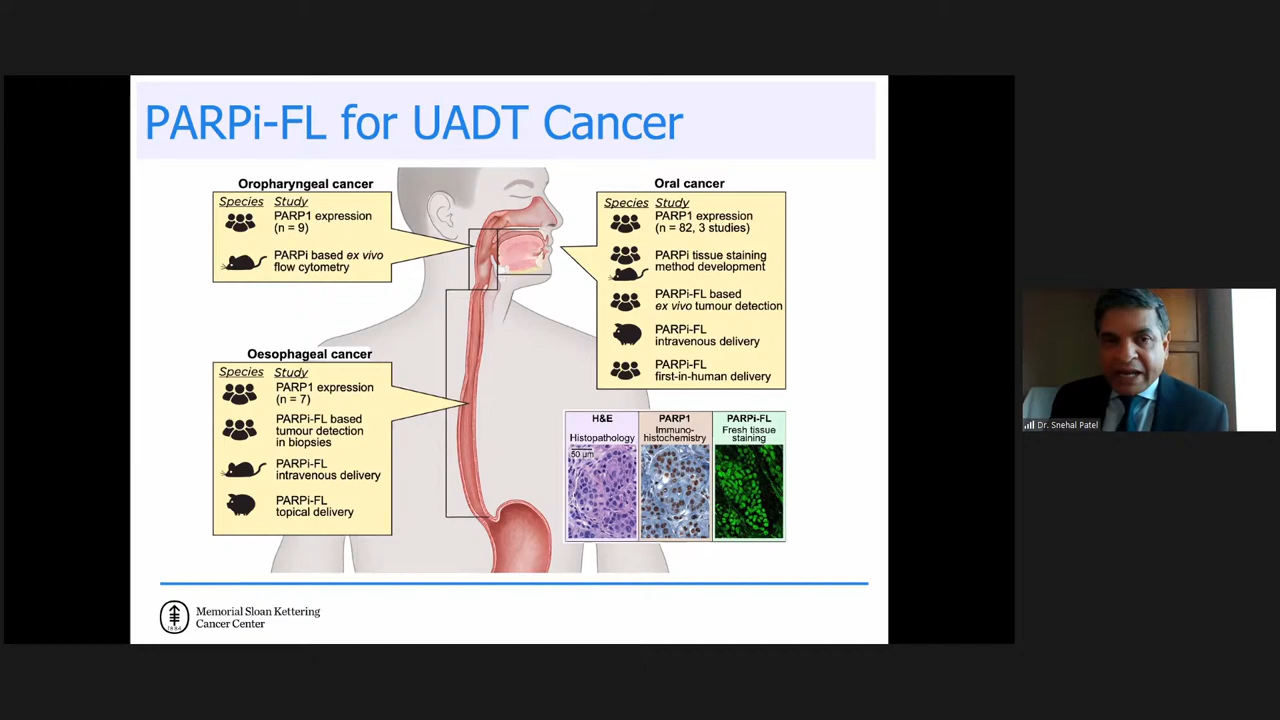 PARPi-FL for UADT Cancer
Oropharyngeal cancer
Species Study
PARP1 expression
(n = 9)
PARPi based ex vivo
flow cytometry
Oral cancer
Species Study
PARP1 expression
(n = 82, 3 studies)
PARPi tissue staining
method development
PARPi-FL based
ex vivo tumour detection
PARPi-FL
intravenous delivery
PARPi-FL
first-in-human delivery
Oesophageal cancer
Species Study
PARP1 expression
(n = 7)
PARPi-FL based
tumour detection
in biopsies
PARPi-FL
intravenous delivery
PARPi-FL
topical delivery
H&E
Histopathology
50 µm
PARP1
Immuno-
histochemistry
PARPi-FL
Fresh tissue
staining
Memorial Sloan Kettering
Cancer Center
1884
Dr. Snehal Patel